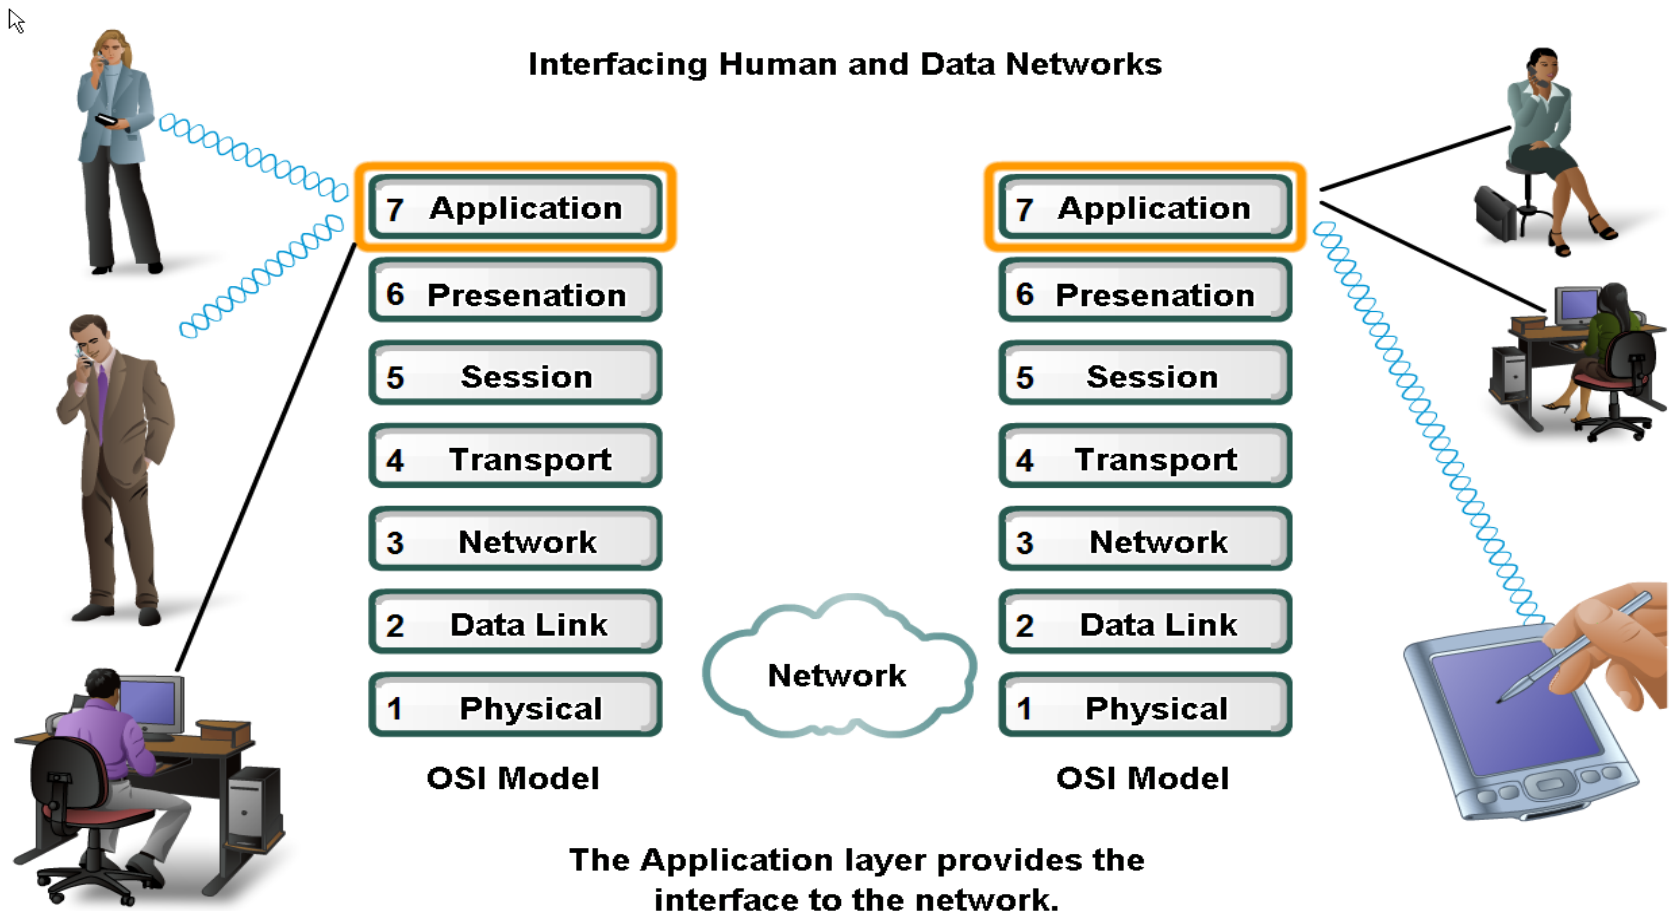 Interfacing Human and Data Networks
7 Application
6 Presenation
5 Session
4 Transport
3 Network
2 Data Link
1 Physical
OSI Model
Network
7 Application
6 Presenation
5 Session
4 Transport
3 Network
2 Data Link
1 Physical
OSI Model
The Application layer provides the
interface to the network.